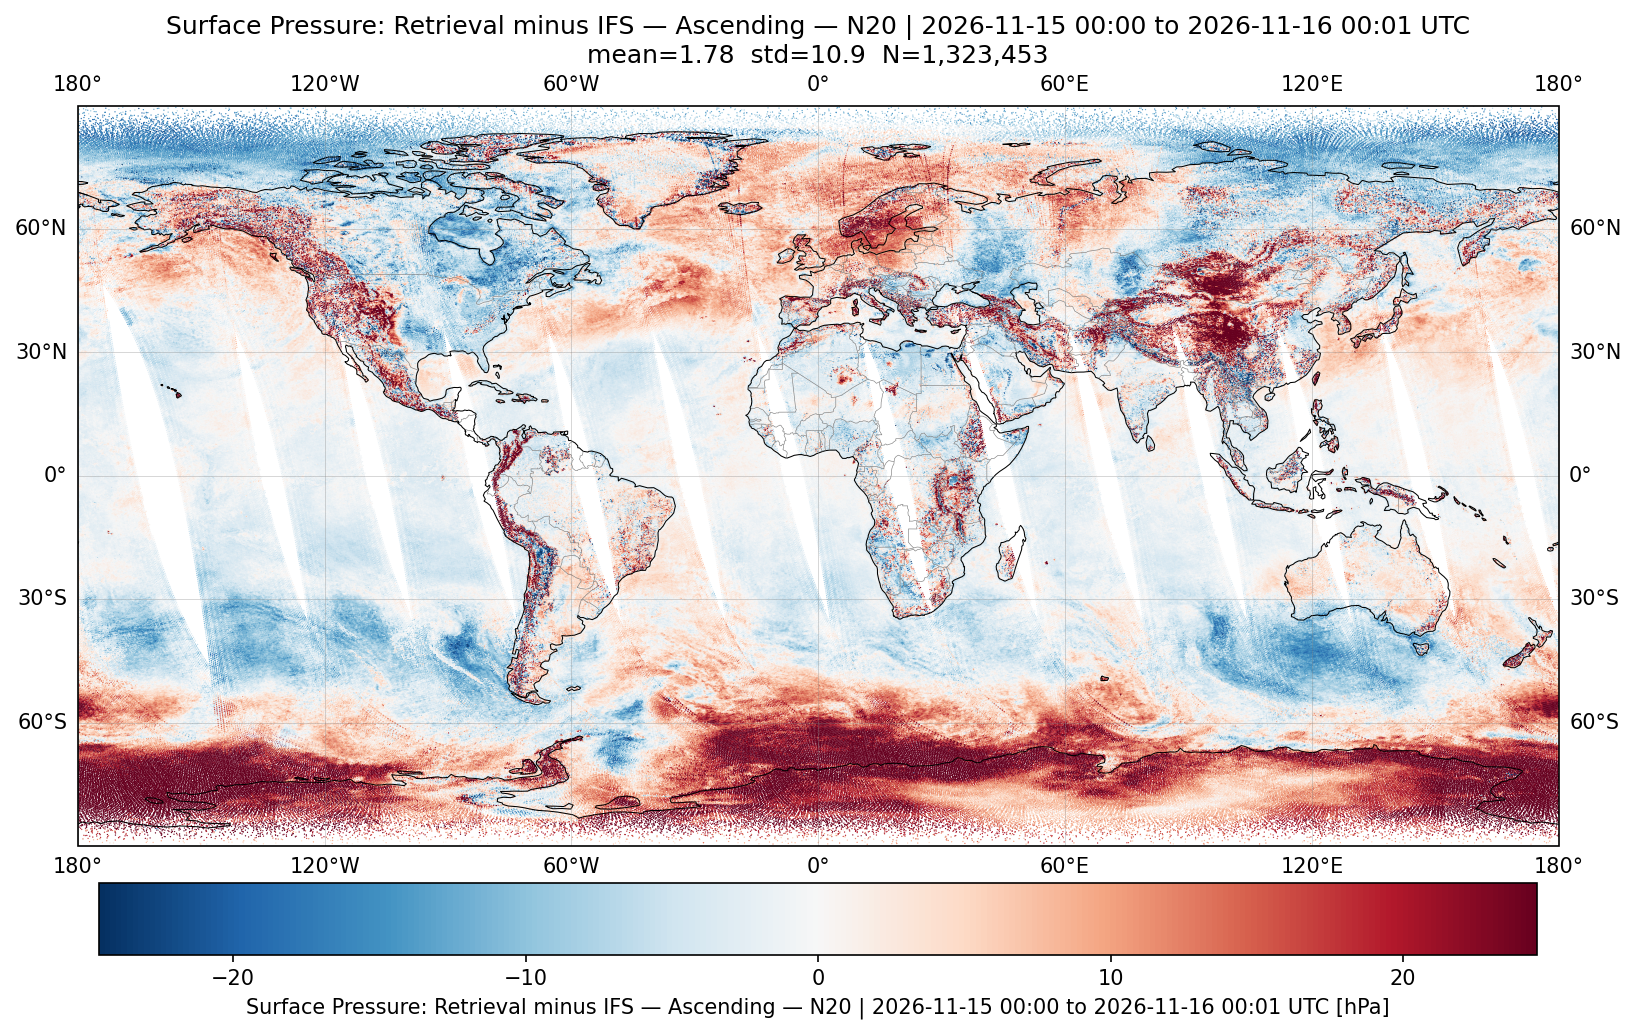 Surface Pressure: Retrieval minus IFS — Ascending — N20 | 2026-11-15 00:00 to 2026-11-16 00:01 UTC
mean=1.78  std=10.9  N=1,323,453
180° 120°W 60°W 0° 60°E 120°E 180°
60°N 60°N
30°N 30°N
0° 0°
30°S 30°S
60°S 60°S
180° 120°W 60°W 0° 60°E 120°E 180°
−20 −10 0 10 20
Surface Pressure: Retrieval minus IFS — Ascending — N20 | 2026-11-15 00:00 to 2026-11-16 00:01 UTC [hPa]